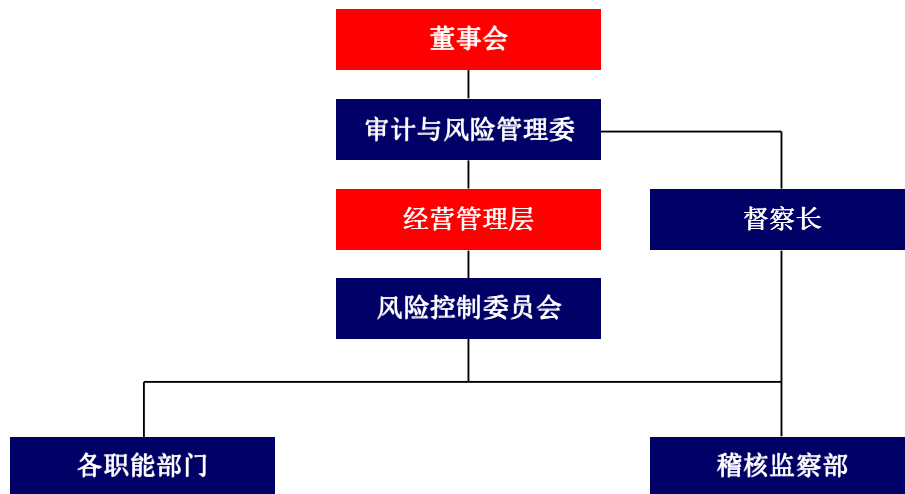 董事会
审计与风险管理委
经营管理层
督察长
风险控制委员会
各职能部门
稽核监察部